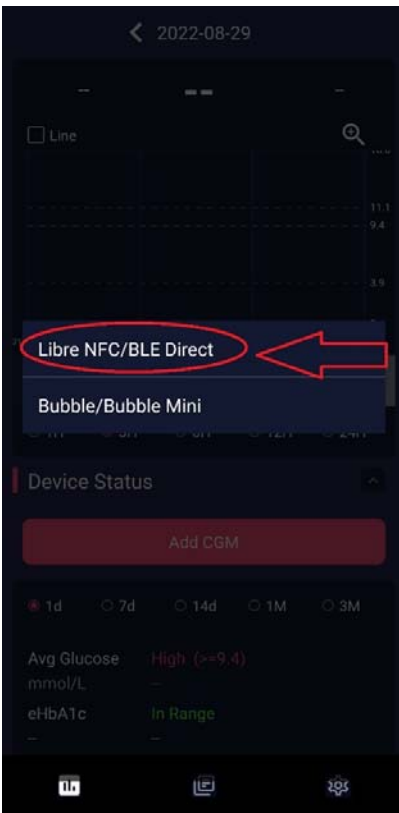 2022-08-29
-- -- --
Line
11.1
9.4
3.9
Libre NFC/BLE Direct
Bubble/Bubble Mini
24H
Device Status
Add CGM
1d 7d 14d 1M 3M
Avg Glucose High (>=9.4)
mmol/L --
eHbA1c In Range
-- --